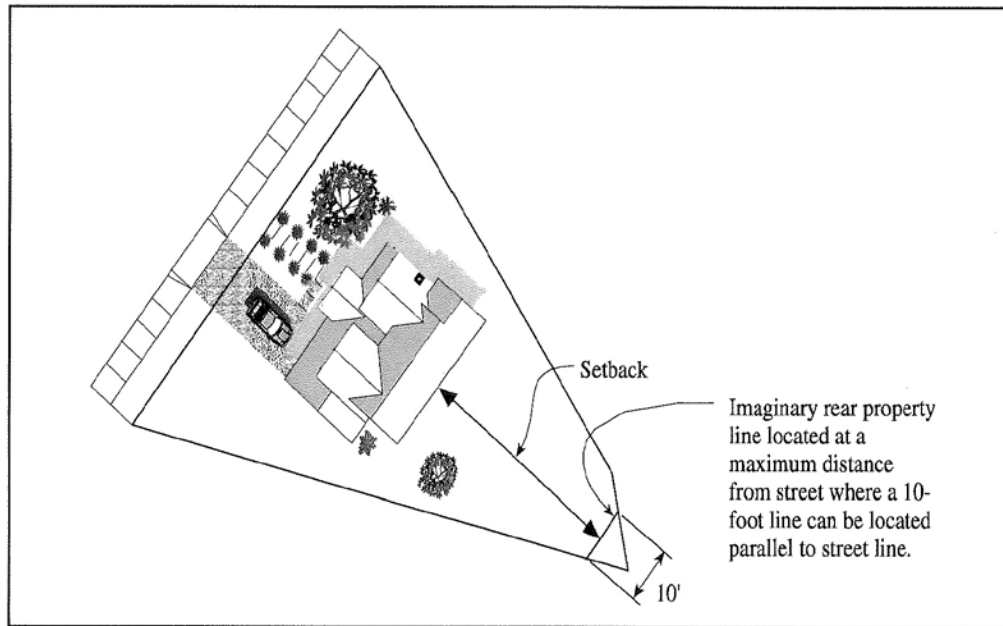 Setback
Imaginary rear property
line located at a
maximum distance
from street where a 10-
foot line can be located
parallel to street line.
10'